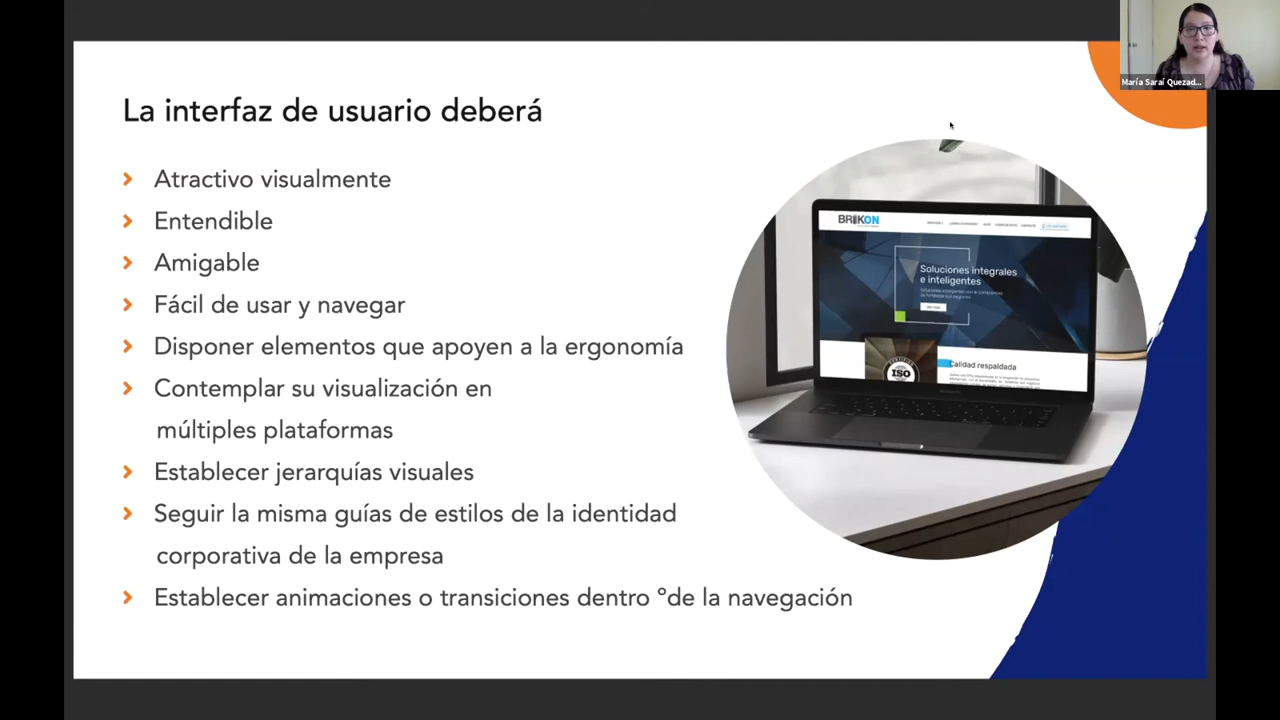 María Saraí Quezad...
La interfaz de usuario deberá
Atractivo visualmente
Entendible
Amigable
Fácil de usar y navegar
Disponer elementos que apoyen a la ergonomía
Contemplar su visualización en
múltiples plataformas
Establecer jerarquías visuales
Seguir la misma guías de estilos de la identidad
corporativa de la empresa
Establecer animaciones o transiciones dentro °de la navegación
BRIKON
Soluciones integrales
e inteligentes
Calidad respaldada
ISO